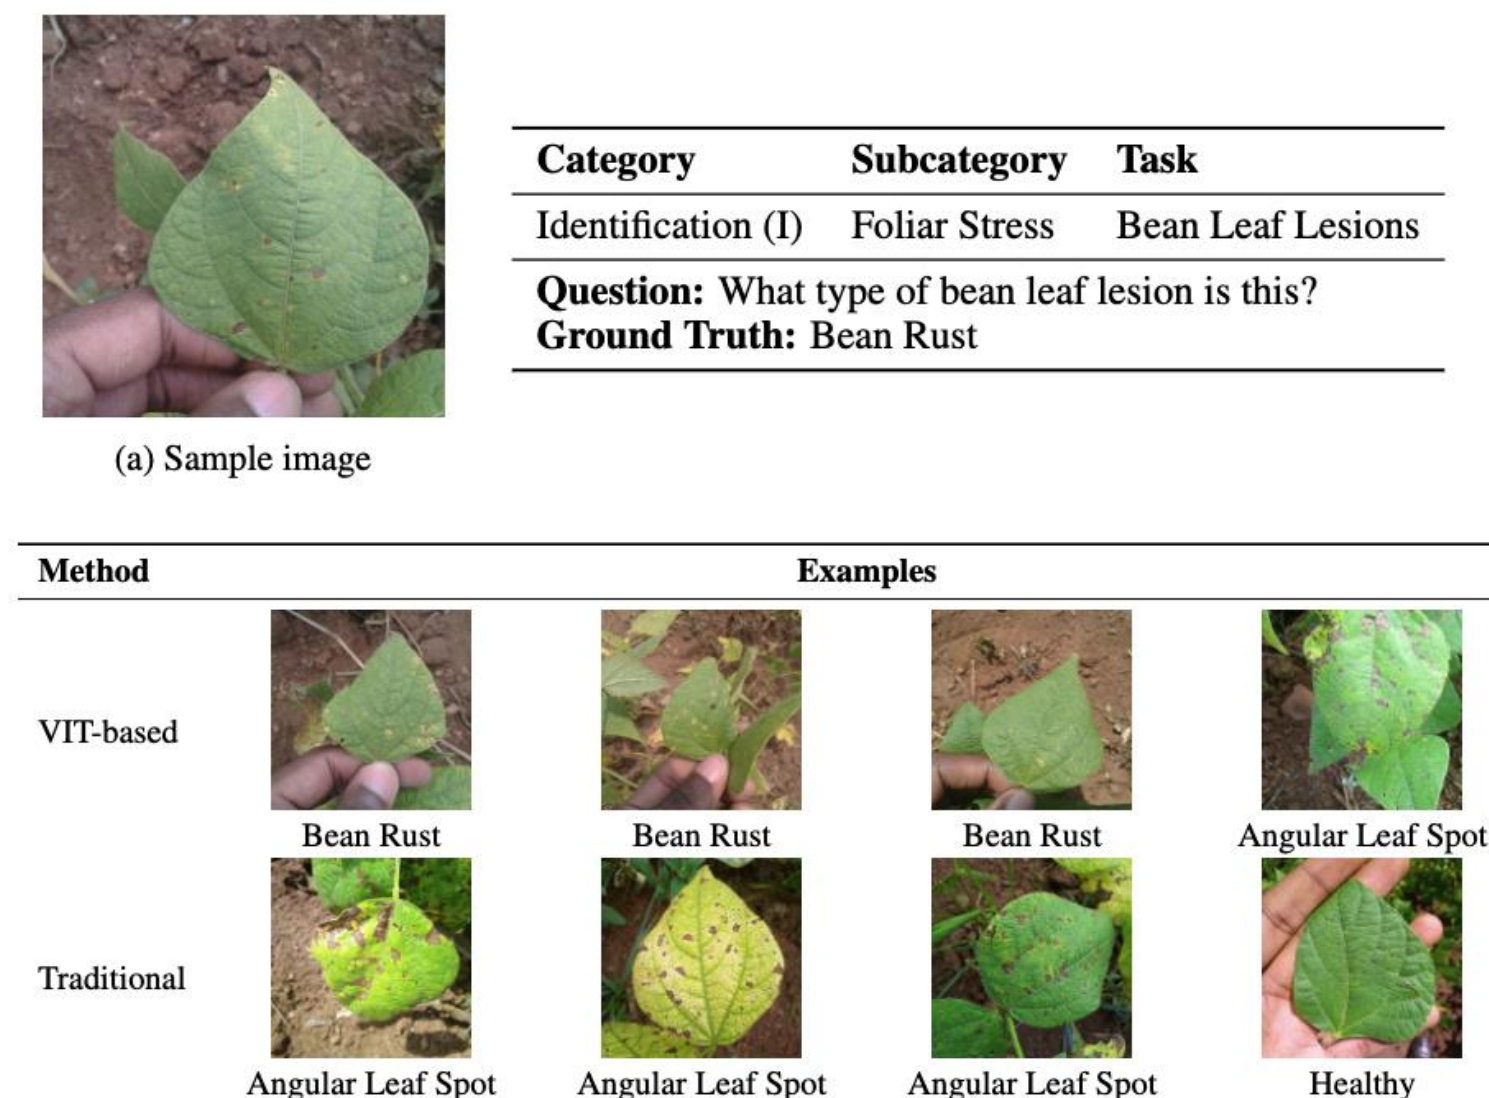 Category Subcategory Task
Identification (I) Foliar Stress Bean Leaf Lesions
Question: What type of bean leaf lesion is this?
Ground Truth: Bean Rust
(a) Sample image
Method Examples
VIT-based
Bean Rust Bean Rust Bean Rust Angular Leaf Spot
Traditional
Angular Leaf Spot Angular Leaf Spot Angular Leaf Spot Healthy